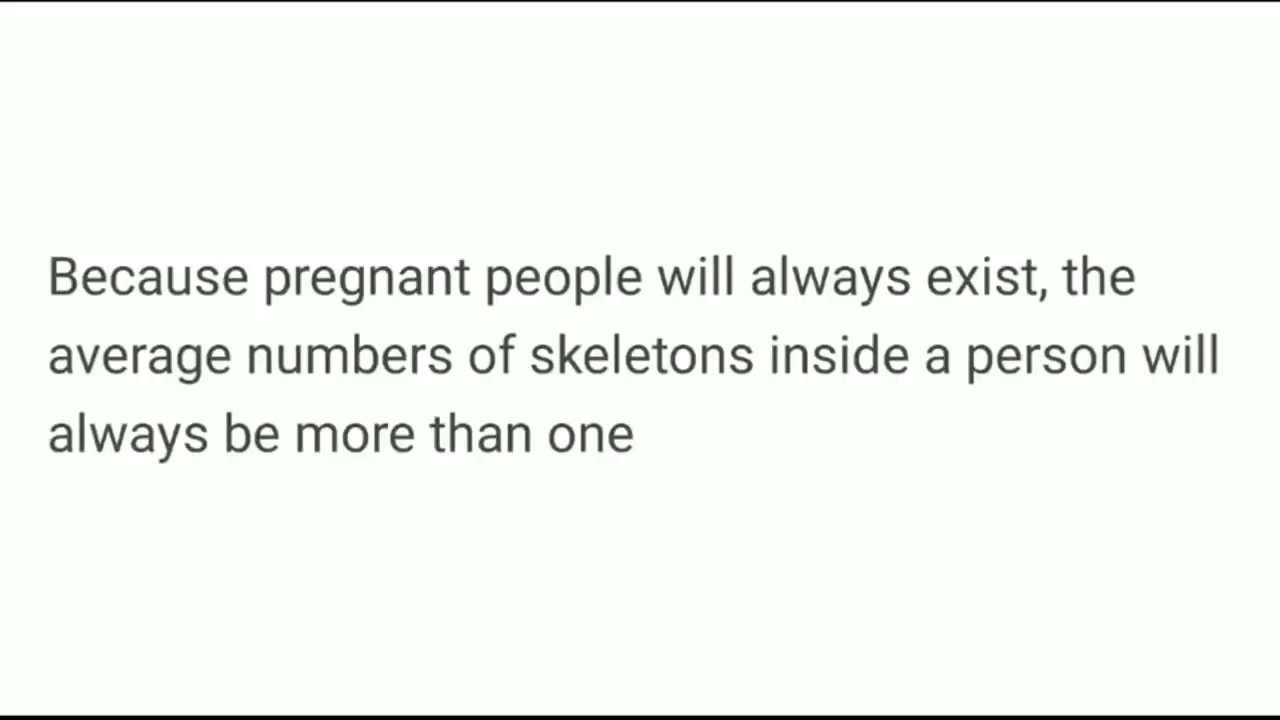 Because pregnant people will always exist, the
average numbers of skeletons inside a person will
always be more than one